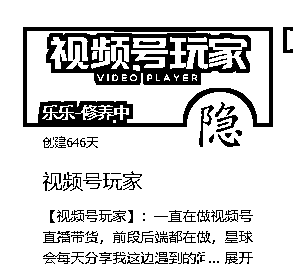 视频号玩家
VIDEO PLAYER
乐乐-修养中
隐
创建646天
视频号玩家
【视频号玩家】：一直在做视频号
直播带货，前段后端都在做，星球
会每天分享我这边遇到的 ... 展开